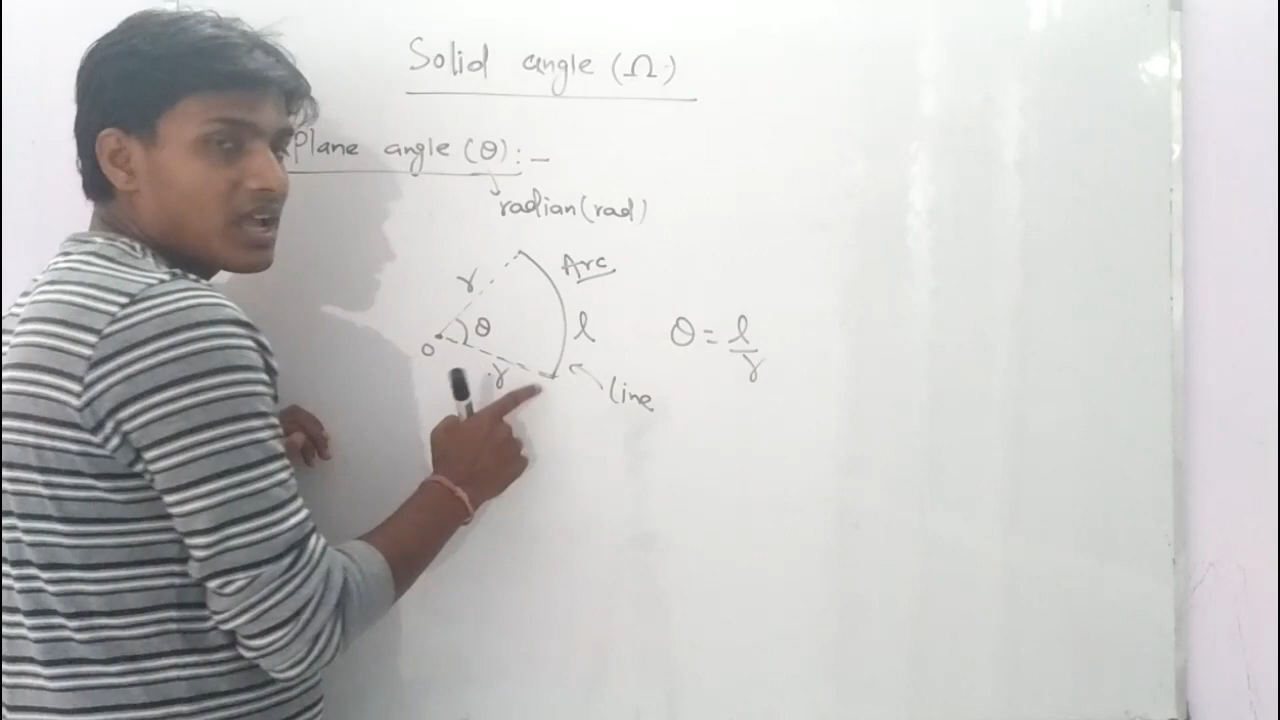 Solid angle (Ω)
Plane angle (θ) :-
radian (rad)
Arc
r
θ
l
θ = l/r
O
r
line